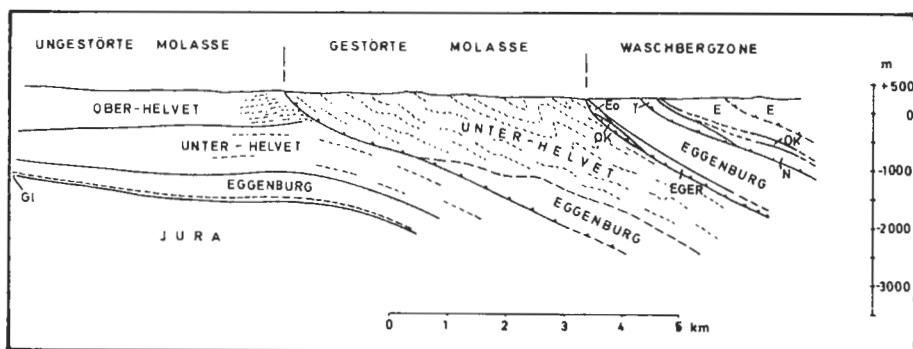 UNGESTÖRTE MOLASSE GESTÖRTE MOLASSE WASCHBERGZONE
m
Eo T E E +500
OBER-HELVET 0
OK OK
UNTER-HELVET UNTER-HELVET
EGGENBURG N -1000
EGGENBURG EGER
Gl EGGENBURG
JURA -2000
-3000
0 1 2 3 4 5 km